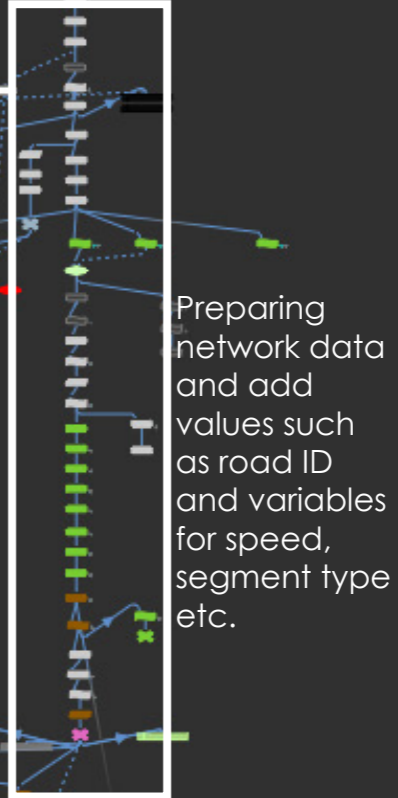 Preparing
network data
and add
values such
as road ID
and variables
for speed,
segment type
etc.